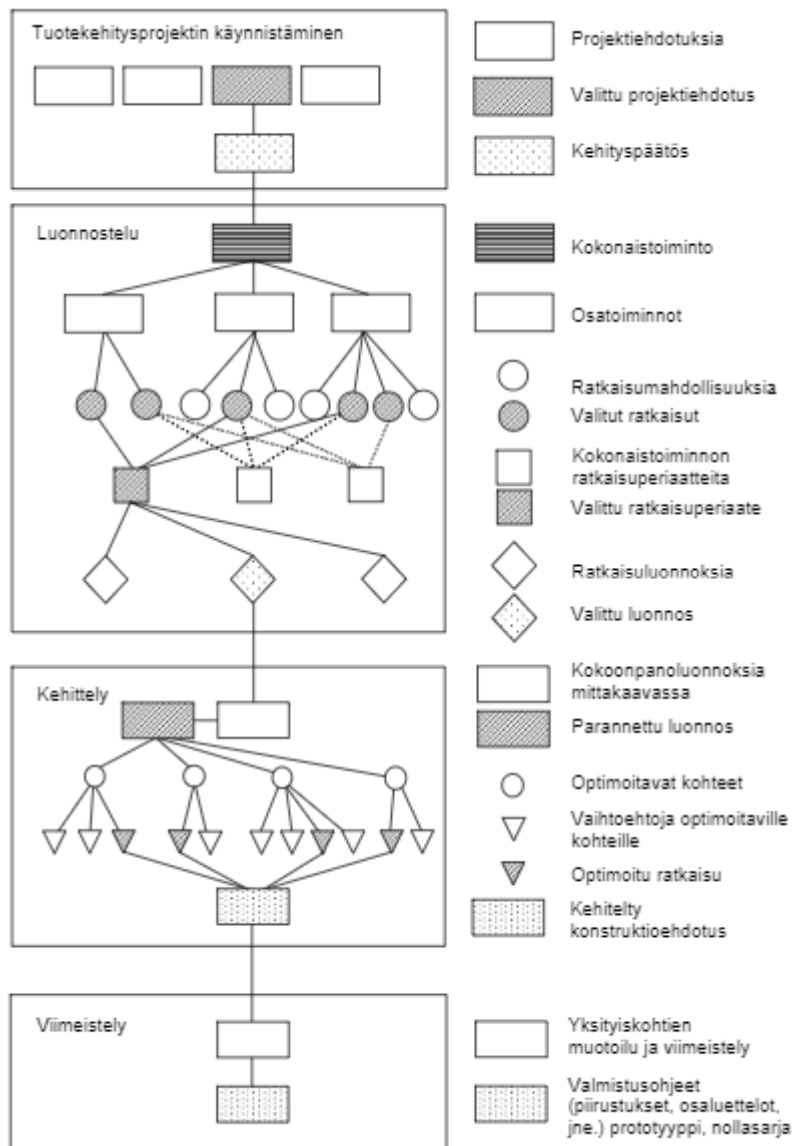 Tuotekehitysprojektin käynnistäminen
Projektiehdotuksia
Valittu projektiehdotus
Kehityspäätös
Luonnostelu
Kokonaistoiminto
Osatoiminnot
Ratkaisumahdollisuuksia
Valitut ratkaisut
Kokonaistoiminnon
ratkaisuperiaatteita
Valittu ratkaisuperiaate
Ratkaisuluonnoksia
Valittu luonnos
Kehittely
Kokoonpanoluonnoksia
mittakaavassa
Parannettu luonnos
Optimoitavat kohteet
Vaihtoehtoja optimoitaville
kohteille
Optimoitu ratkaisu
Kehitelty
konstruktioehdotus
Viimeistely
Yksityiskohtien
muotoilu ja viimeistely
Valmistusohjeet
(piirustukset, osaluettelot,
jne.) prototyyppi, nollasarja